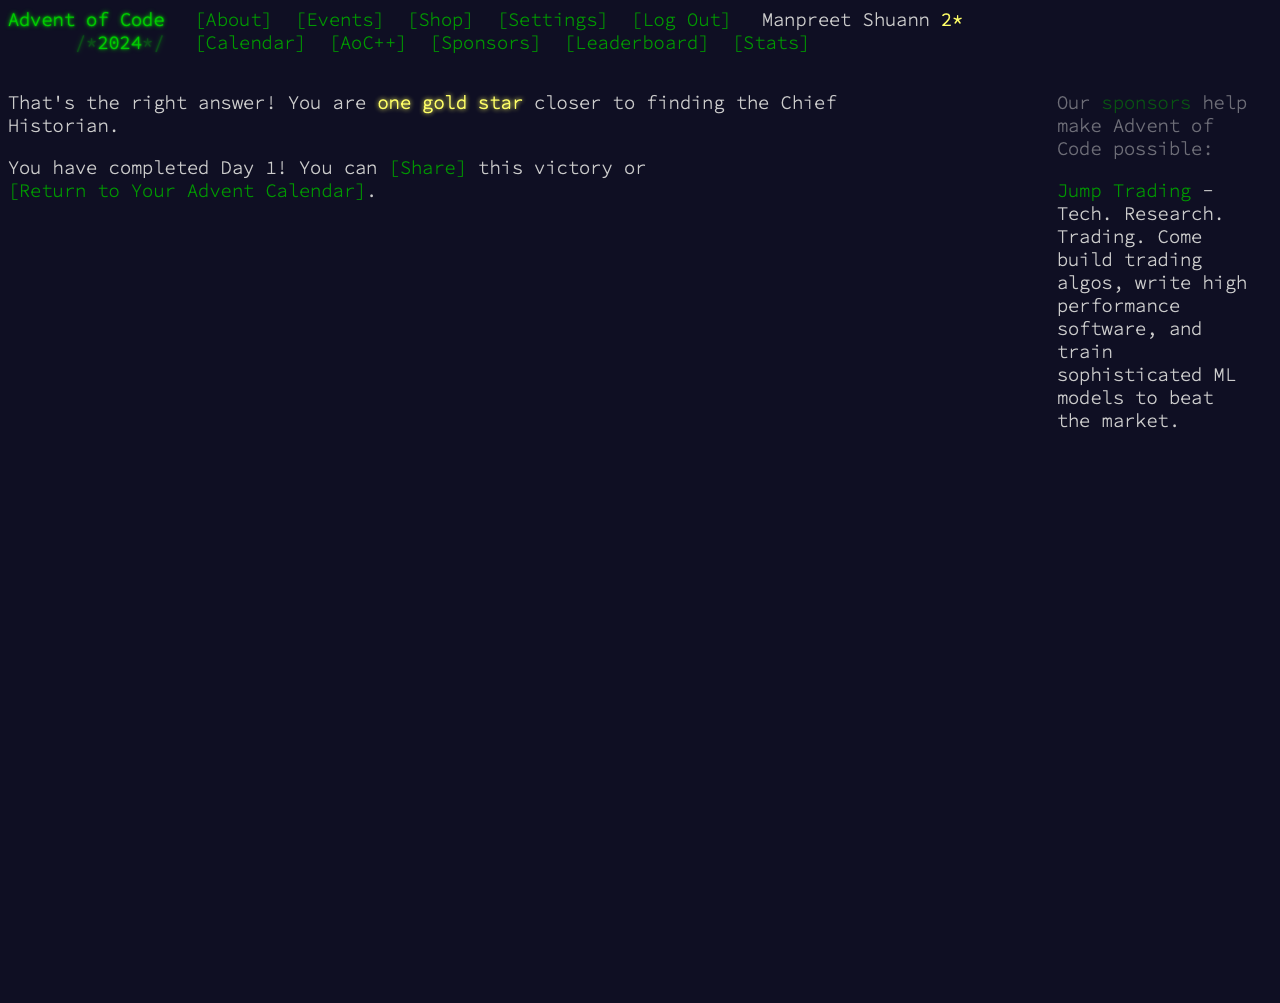 Advent of Code [About] [Events] [Shop] [Settings] [Log Out] Manpreet Shuann 2*
/*2024*/ [Calendar] [AoC++] [Sponsors] [Leaderboard] [Stats]
That's the right answer! You are one gold star closer to finding the Chief
Historian.
You have completed Day 1! You can [Share] this victory or
[Return to Your Advent Calendar].
Our sponsors help
make Advent of
Code possible:
Jump Trading -
Tech. Research.
Trading. Come
build trading
algos, write high
performance
software, and
train
sophisticated ML
models to beat
the market.